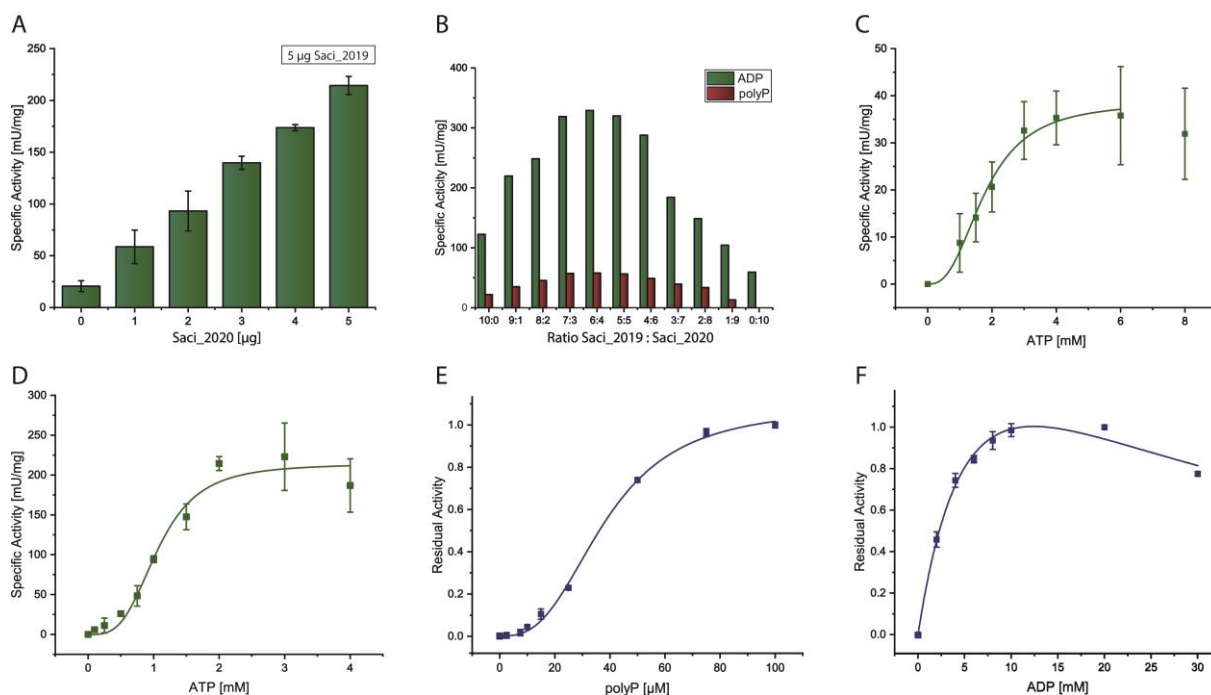 A
5 µg Saci_2019
Specific Activity [mU/mg]
250
200
150
100
50
0
0 1 2 3 4 5
Saci_2020 [µg]
B
ADP
polyP
Specific Acticity [mU/mg]
400
300
200
100
0
10:0 9:1 8:2 7:3 6:4 5:5 4:6 3:7 2:8 1:9 0:10
Ratio Saci_2019 : Saci_2020
C
Specific Activity [mU/mg]
50
40
30
20
10
0
0 2 4 6 8
ATP [mM]
D
Specific Activity [mU/mg]
300
250
200
150
100
50
0
0 1 2 3 4
ATP [mM]
E
Residual Activity
1.0
0.8
0.6
0.4
0.2
0.0
0 20 40 60 80 100
polyP [µM]
F
Residual Activity
1.0
0.8
0.6
0.4
0.2
0.0
0 5 10 15 20 25 30
ADP [mM]